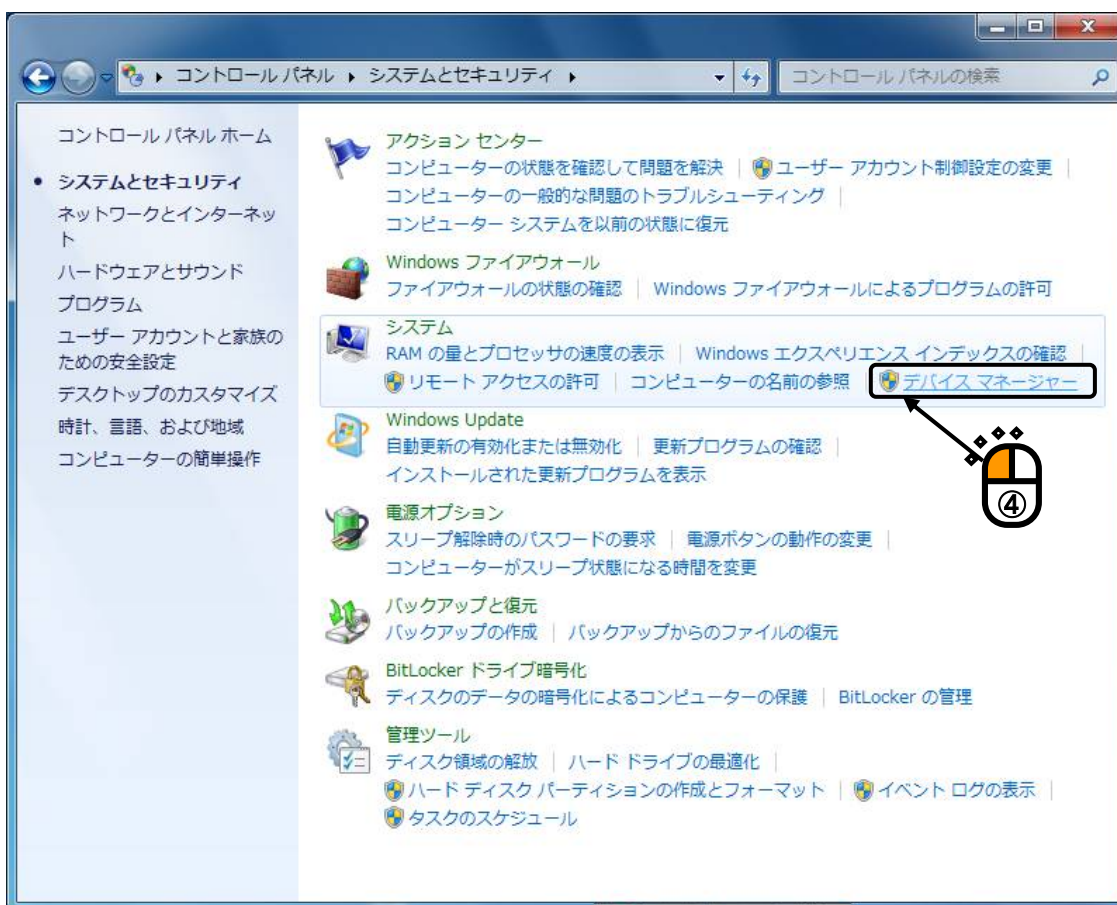 コントロール パネル ▸ システムとセキュリティ ▸
コントロール パネルの検索
コントロール パネル ホーム
システムとセキュリティ
ネットワークとインターネッ
ト
ハードウェアとサウンド
プログラム
ユーザー アカウントと家族の
ための安全設定
デスクトップのカスタマイズ
時計、言語、および地域
コンピューターの簡単操作
アクション センター
コンピューターの状態を確認して問題を解決 | ユーザー アカウント制御設定の変更 |
コンピューターの一般的な問題のトラブルシューティング |
コンピューター システムを以前の状態に復元
Windows ファイアウォール
ファイアウォールの状態の確認 | Windows ファイアウォールによるプログラムの許可
システム
RAM の量とプロセッサの速度の表示 | Windows エクスペリエンス インデックスの確認 |
リモート アクセスの許可 | コンピューターの名前の参照 | デバイス マネージャー
Windows Update
自動更新の有効化または無効化 | 更新プログラムの確認 |
インストールされた更新プログラムを表示
④
電源オプション
スリープ解除時のパスワードの要求 | 電源ボタンの動作の変更 |
コンピューターがスリープ状態になる時間を変更
バックアップと復元
バックアップの作成 | バックアップからのファイルの復元
BitLocker ドライブ暗号化
ディスクのデータの暗号化によるコンピューターの保護 | BitLocker の管理
管理ツール
ディスク領域の解放 | ハード ドライブの最適化 |
ハード ディスク パーティションの作成とフォーマット | イベント ログの表示 |
タスクのスケジュール